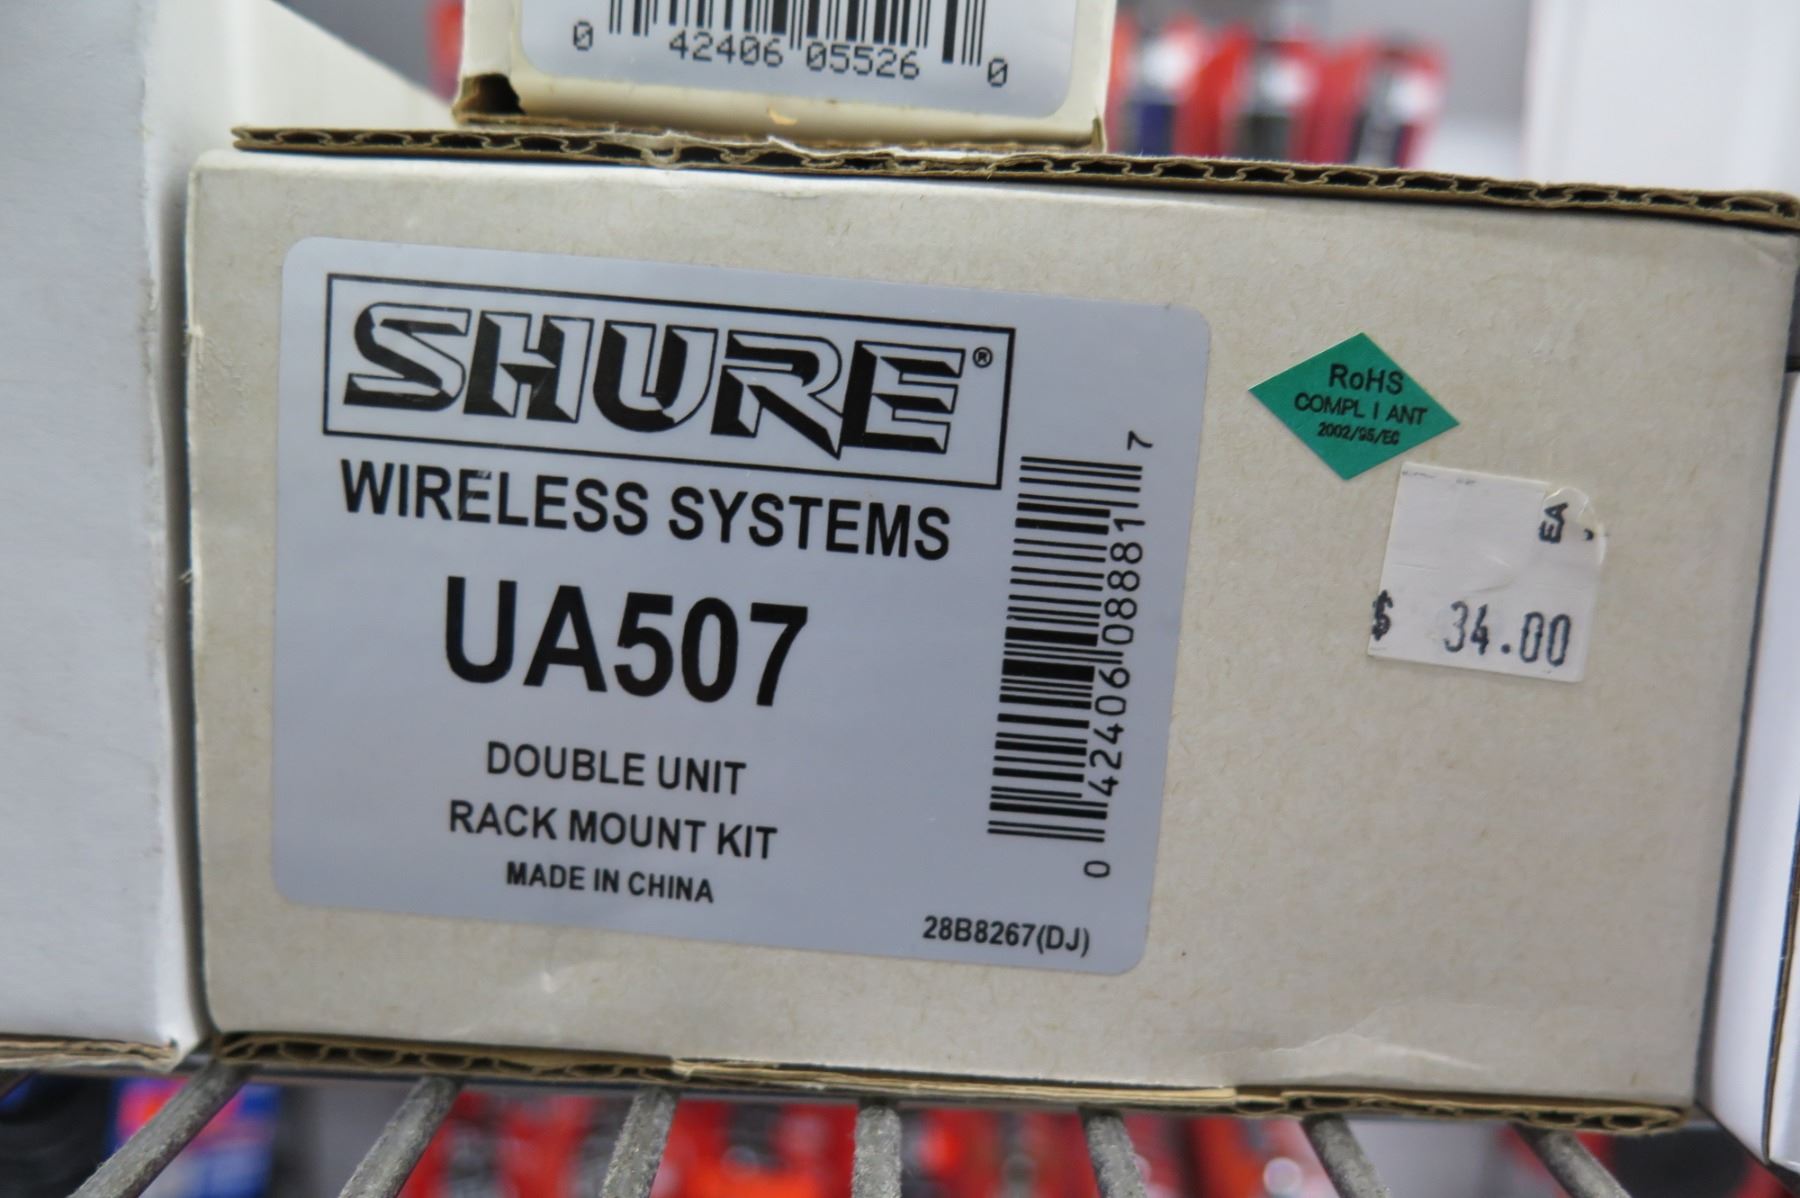 0 42406 05526 0
SHURE®
WIRELESS SYSTEMS
UA507
DOUBLE UNIT
RACK MOUNT KIT
MADE IN CHINA
28B8267(DJ)
0 42406 08881 7
RoHS
COMPL I ANT
2002/95/EC
EA
$ 34.00